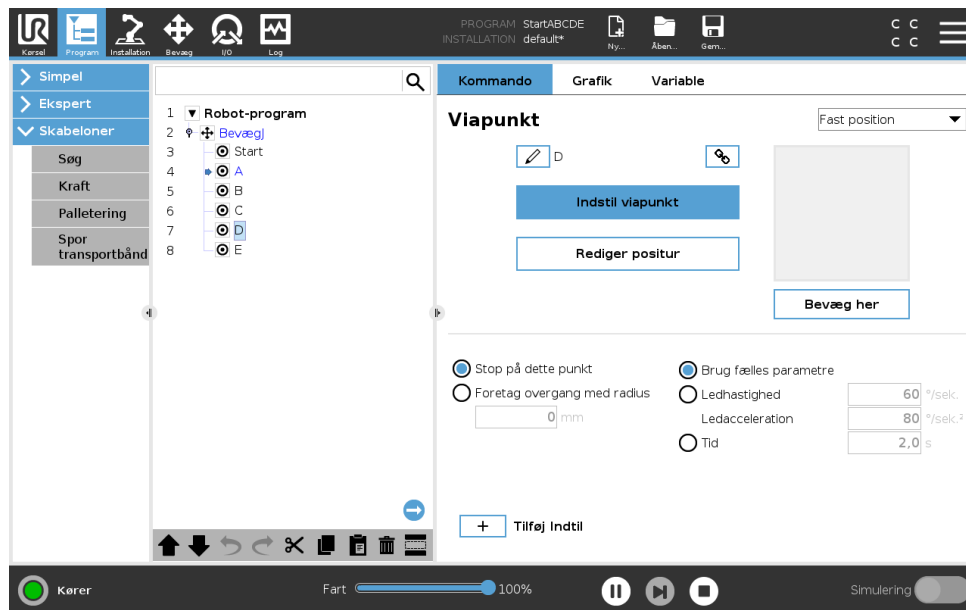 UR
Kørsel
Program
Installation
Bevæg
I/O
Log
PROGRAM StartABCDE
INSTALLATION default*
Ny...
Åben...
Gem...
C C
C C
Simpel
Ekspert
Skabeloner
Søg
Kraft
Palletering
Spor
transportbånd
1 Robot-program
2 BevægJ
3 Start
4 A
5 B
6 C
7 D
8 E
Kommando Grafik Variable
Viapunkt
Fast position
D
Indstil viapunkt
Rediger positur
Bevæg her
Stop på dette punkt
Foretag overgang med radius
0 mm
Brug fælles parametre
Ledhastighed 60 °/sek.
Ledacceleration 80 °/sek.²
Tid 2,0 s
+ Tilføj Indtil
Kører
Fart 100%
Simulering